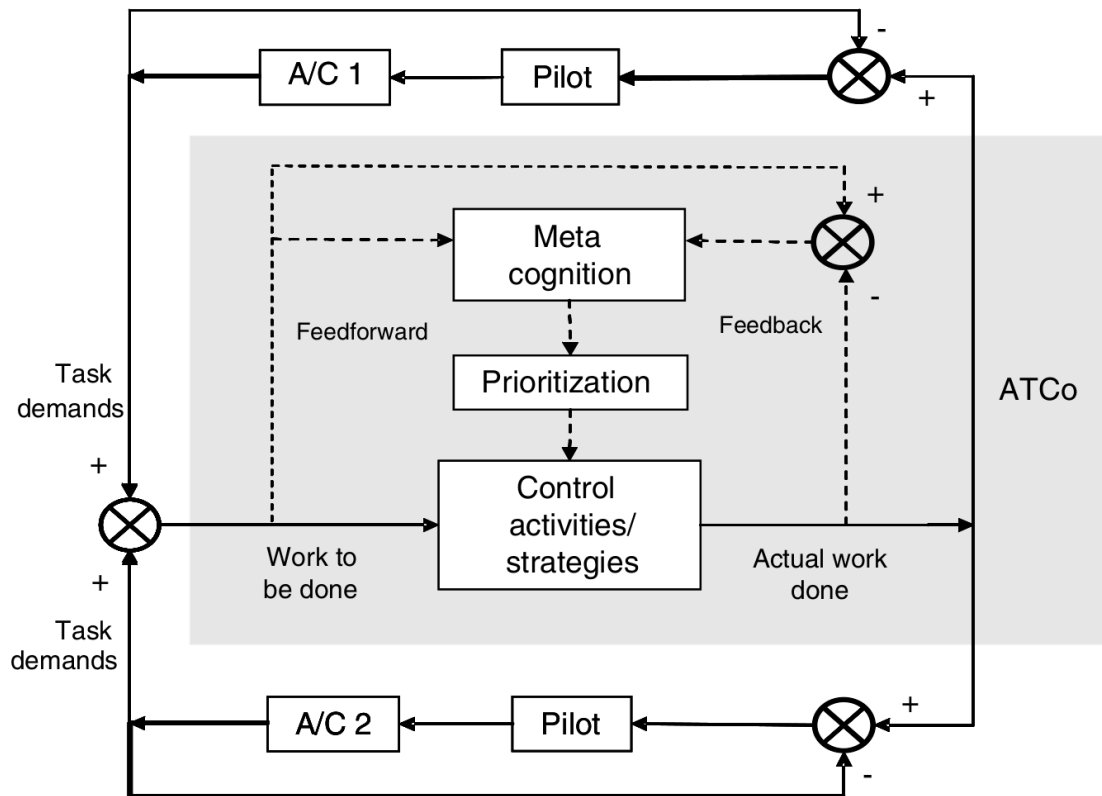 -
A/C 1
Pilot
+
Meta
cognition
+
Feedforward
Feedback
-
Prioritization
Task
demands
ATCo
+
Control
activities/
strategies
Work to
be done
Actual work
done
+
Task
demands
A/C 2
Pilot
+
-